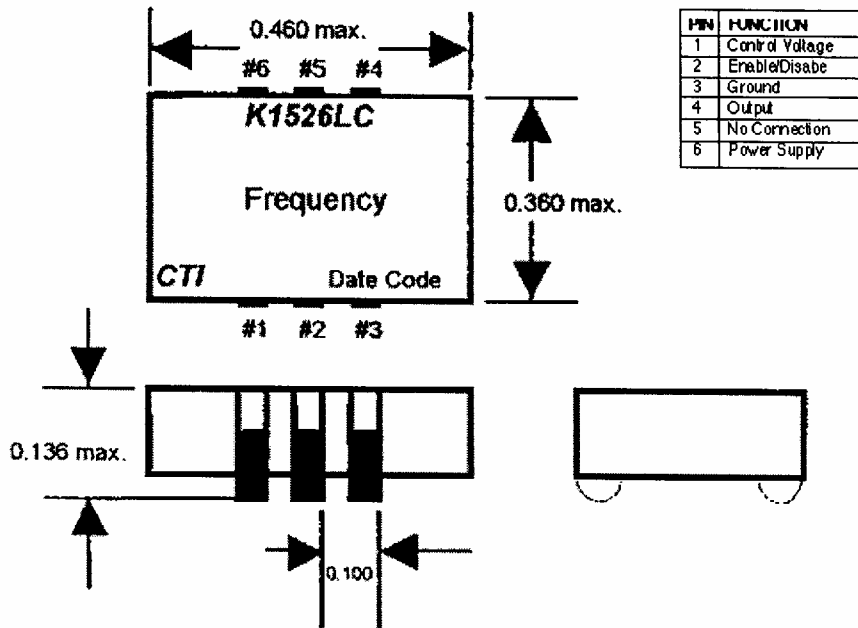 0.460 max.
#6 #5 #4
K1526LC
Frequency
CTI Date Code
#1 #2 #3
0.360 max.
0.136 max.
0.100
PIN FUNCTION
1 Control Voltage
2 Enable/Disabe
3 Ground
4 Output
5 No Connection
6 Power Supply